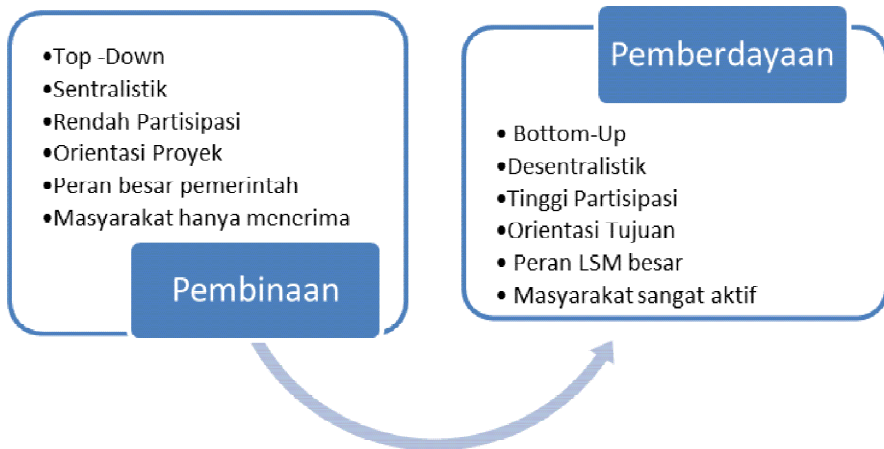 •Top -Down
•Sentralistik
•Rendah Partisipasi
•Orientasi Proyek
•Peran besar pemerintah
•Masyarakat hanya menerima
Pembinaan
Pemberdayaan
• Bottom-Up
•Desentralistik
•Tinggi Partisipasi
•Orientasi Tujuan
• Peran LSM besar
• Masyarakat sangat aktif